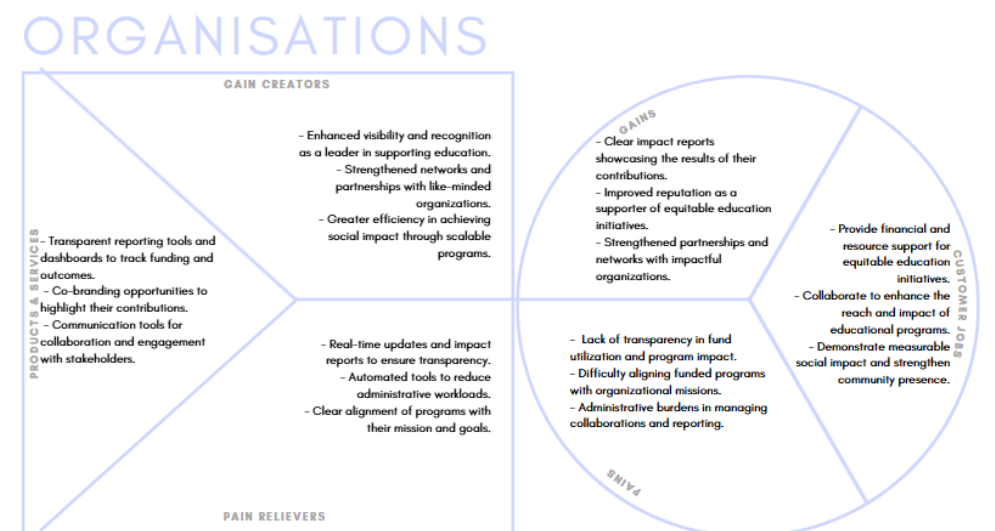 ORGANISATIONS
GAIN CREATORS
- Enhanced visibility and recognition
as a leader in supporting education.
- Strengthened networks and
partnerships with like-minded
organizations.
- Greater efficiency in achieving
social impact through scalable
programs.
PRODUCTS & SERVICES
- Transparent reporting tools and
dashboards to track funding and
outcomes.
- Co-branding opportunities to
highlight their contributions.
- Communication tools for
collaboration and engagement
with stakeholders.
- Real-time updates and impact
reports to ensure transparency.
- Automated tools to reduce
administrative workloads.
- Clear alignment of programs with
their mission and goals.
PAIN RELIEVERS
GAINS
- Clear impact reports
showcasing the results of their
contributions.
- Improved reputation as a
supporter of equitable education
initiatives.
- Strengthened partnerships and
networks with impactful
organizations.
- Provide financial and
resource support for
equitable education
initiatives.
- Collaborate to enhance the
reach and impact of
educational programs.
- Demonstrate measurable
social impact and strengthen
community presence.
CUSTOMER JOBS
- Lack of transparency in fund
utilization and program impact.
- Difficulty aligning funded programs
with organizational missions.
- Administrative burdens in managing
collaborations and reporting.
PAINS